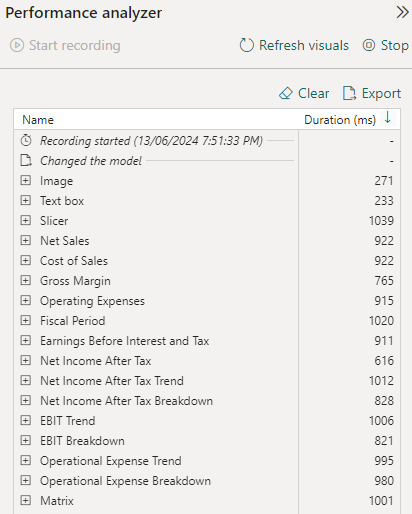 Performance analyzer
Start recording Refresh visuals Stop
Clear Export
Name Duration (ms)
Recording started (13/06/2024 7:51:33 PM) -
Changed the model -
Image 271
Text box 233
Slicer 1039
Net Sales 922
Cost of Sales 922
Gross Margin 765
Operating Expenses 915
Fiscal Period 1020
Earnings Before Interest and Tax 911
Net Income After Tax 616
Net Income After Tax Trend 1012
Net Income After Tax Breakdown 828
EBIT Trend 1006
EBIT Breakdown 821
Operational Expense Trend 995
Operational Expense Breakdown 980
Matrix 1001